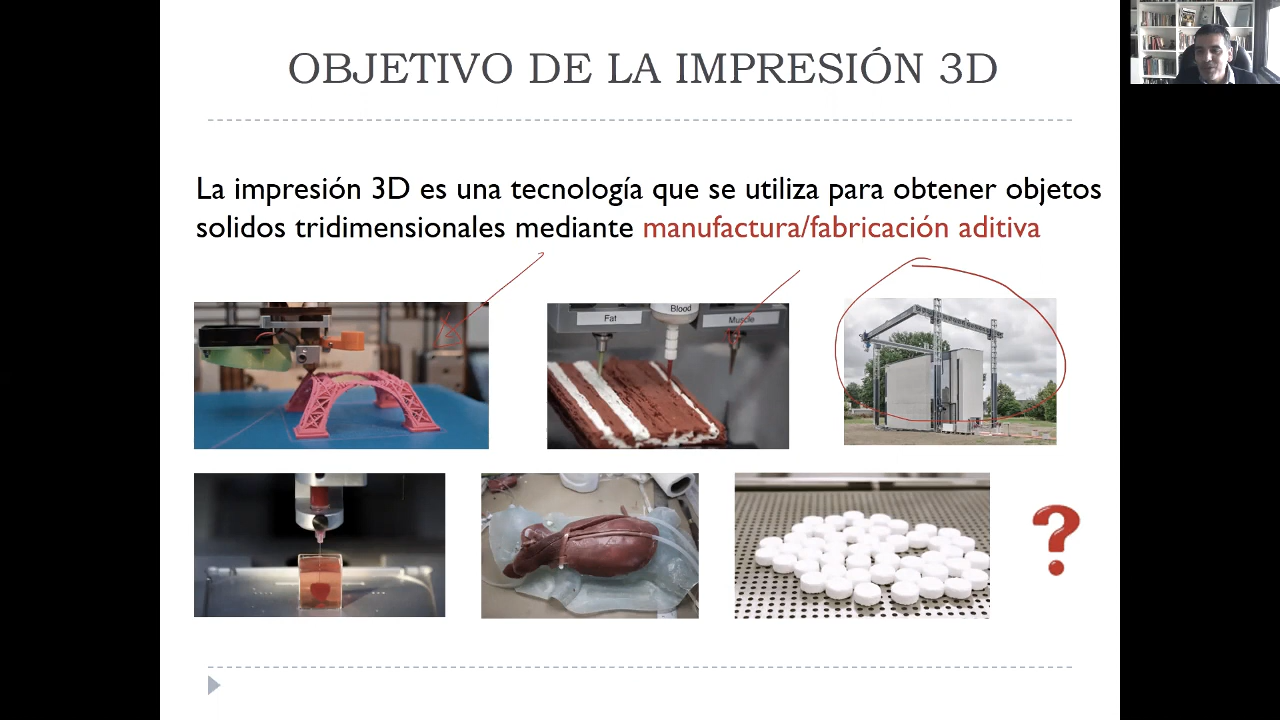 OBJETIVO DE LA IMPRESIÓN 3D
La impresión 3D es una tecnología que se utiliza para obtener objetos
solidos tridimensionales mediante manufactura/fabricación aditiva
Fat
Blood
Muscle
?